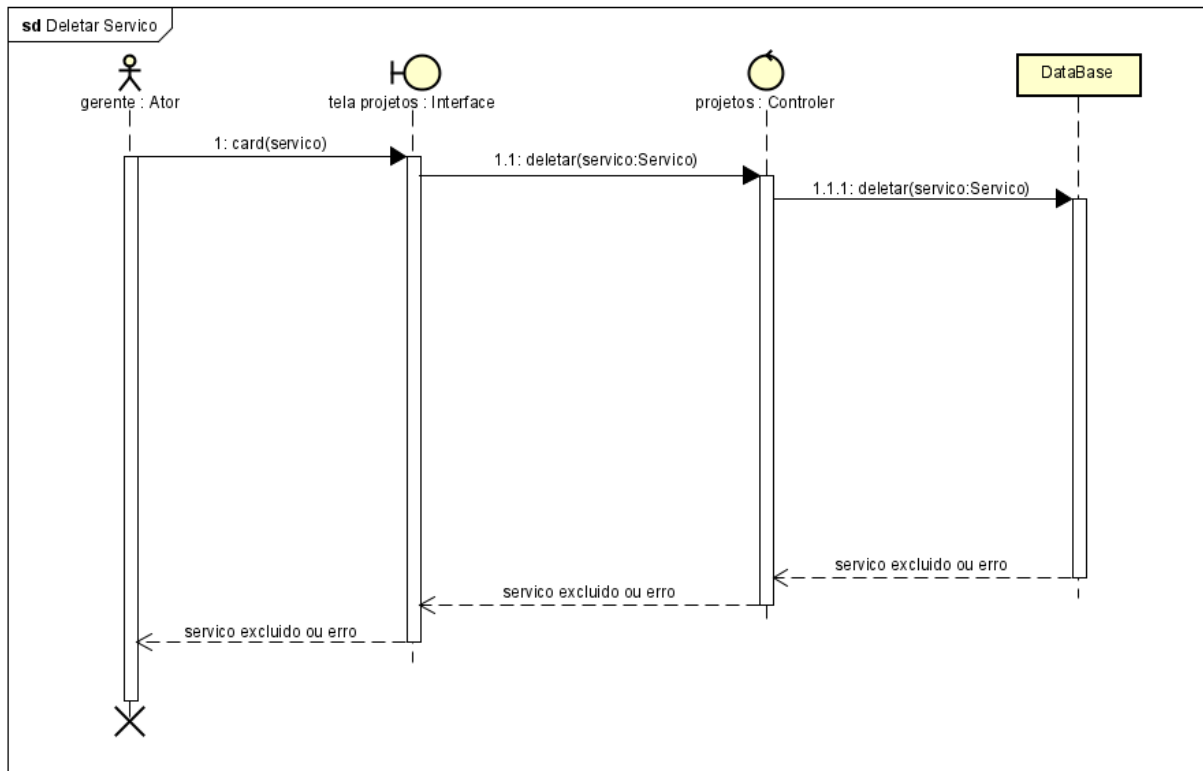 sd Deletar Servico
gerente : Ator
tela projetos : Interface
projetos : Controler
DataBase
1: card(servico)
1.1: deletar(servico:Servico)
1.1.1: deletar(servico:Servico)
servico excluido ou erro
servico excluido ou erro
servico excluido ou erro